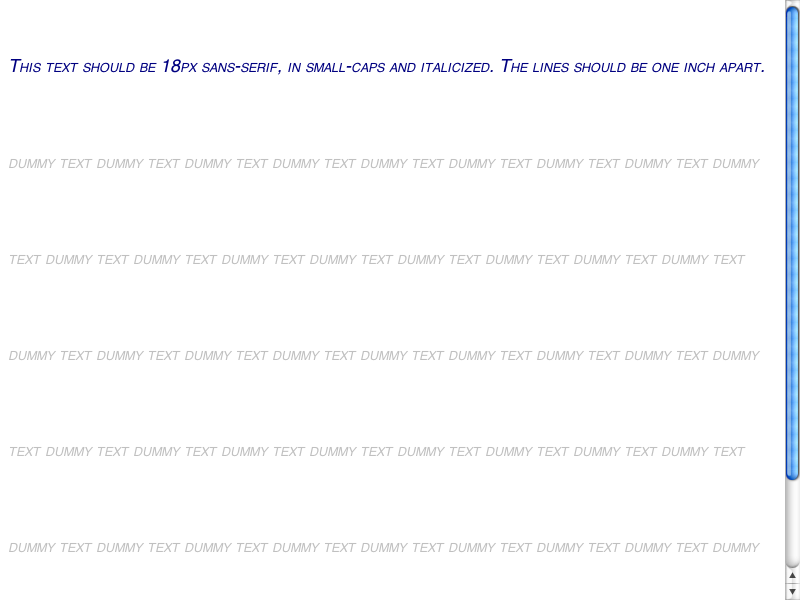 This text should be 18px sans-serif, in small-caps and italicized. The lines should be one inch apart.
dummy text dummy text dummy text dummy text dummy text dummy text dummy text dummy text dummy
text dummy text dummy text dummy text dummy text dummy text dummy text dummy text dummy text
dummy text dummy text dummy text dummy text dummy text dummy text dummy text dummy text dummy
text dummy text dummy text dummy text dummy text dummy text dummy text dummy text dummy text
dummy text dummy text dummy text dummy text dummy text dummy text dummy text dummy text dummy